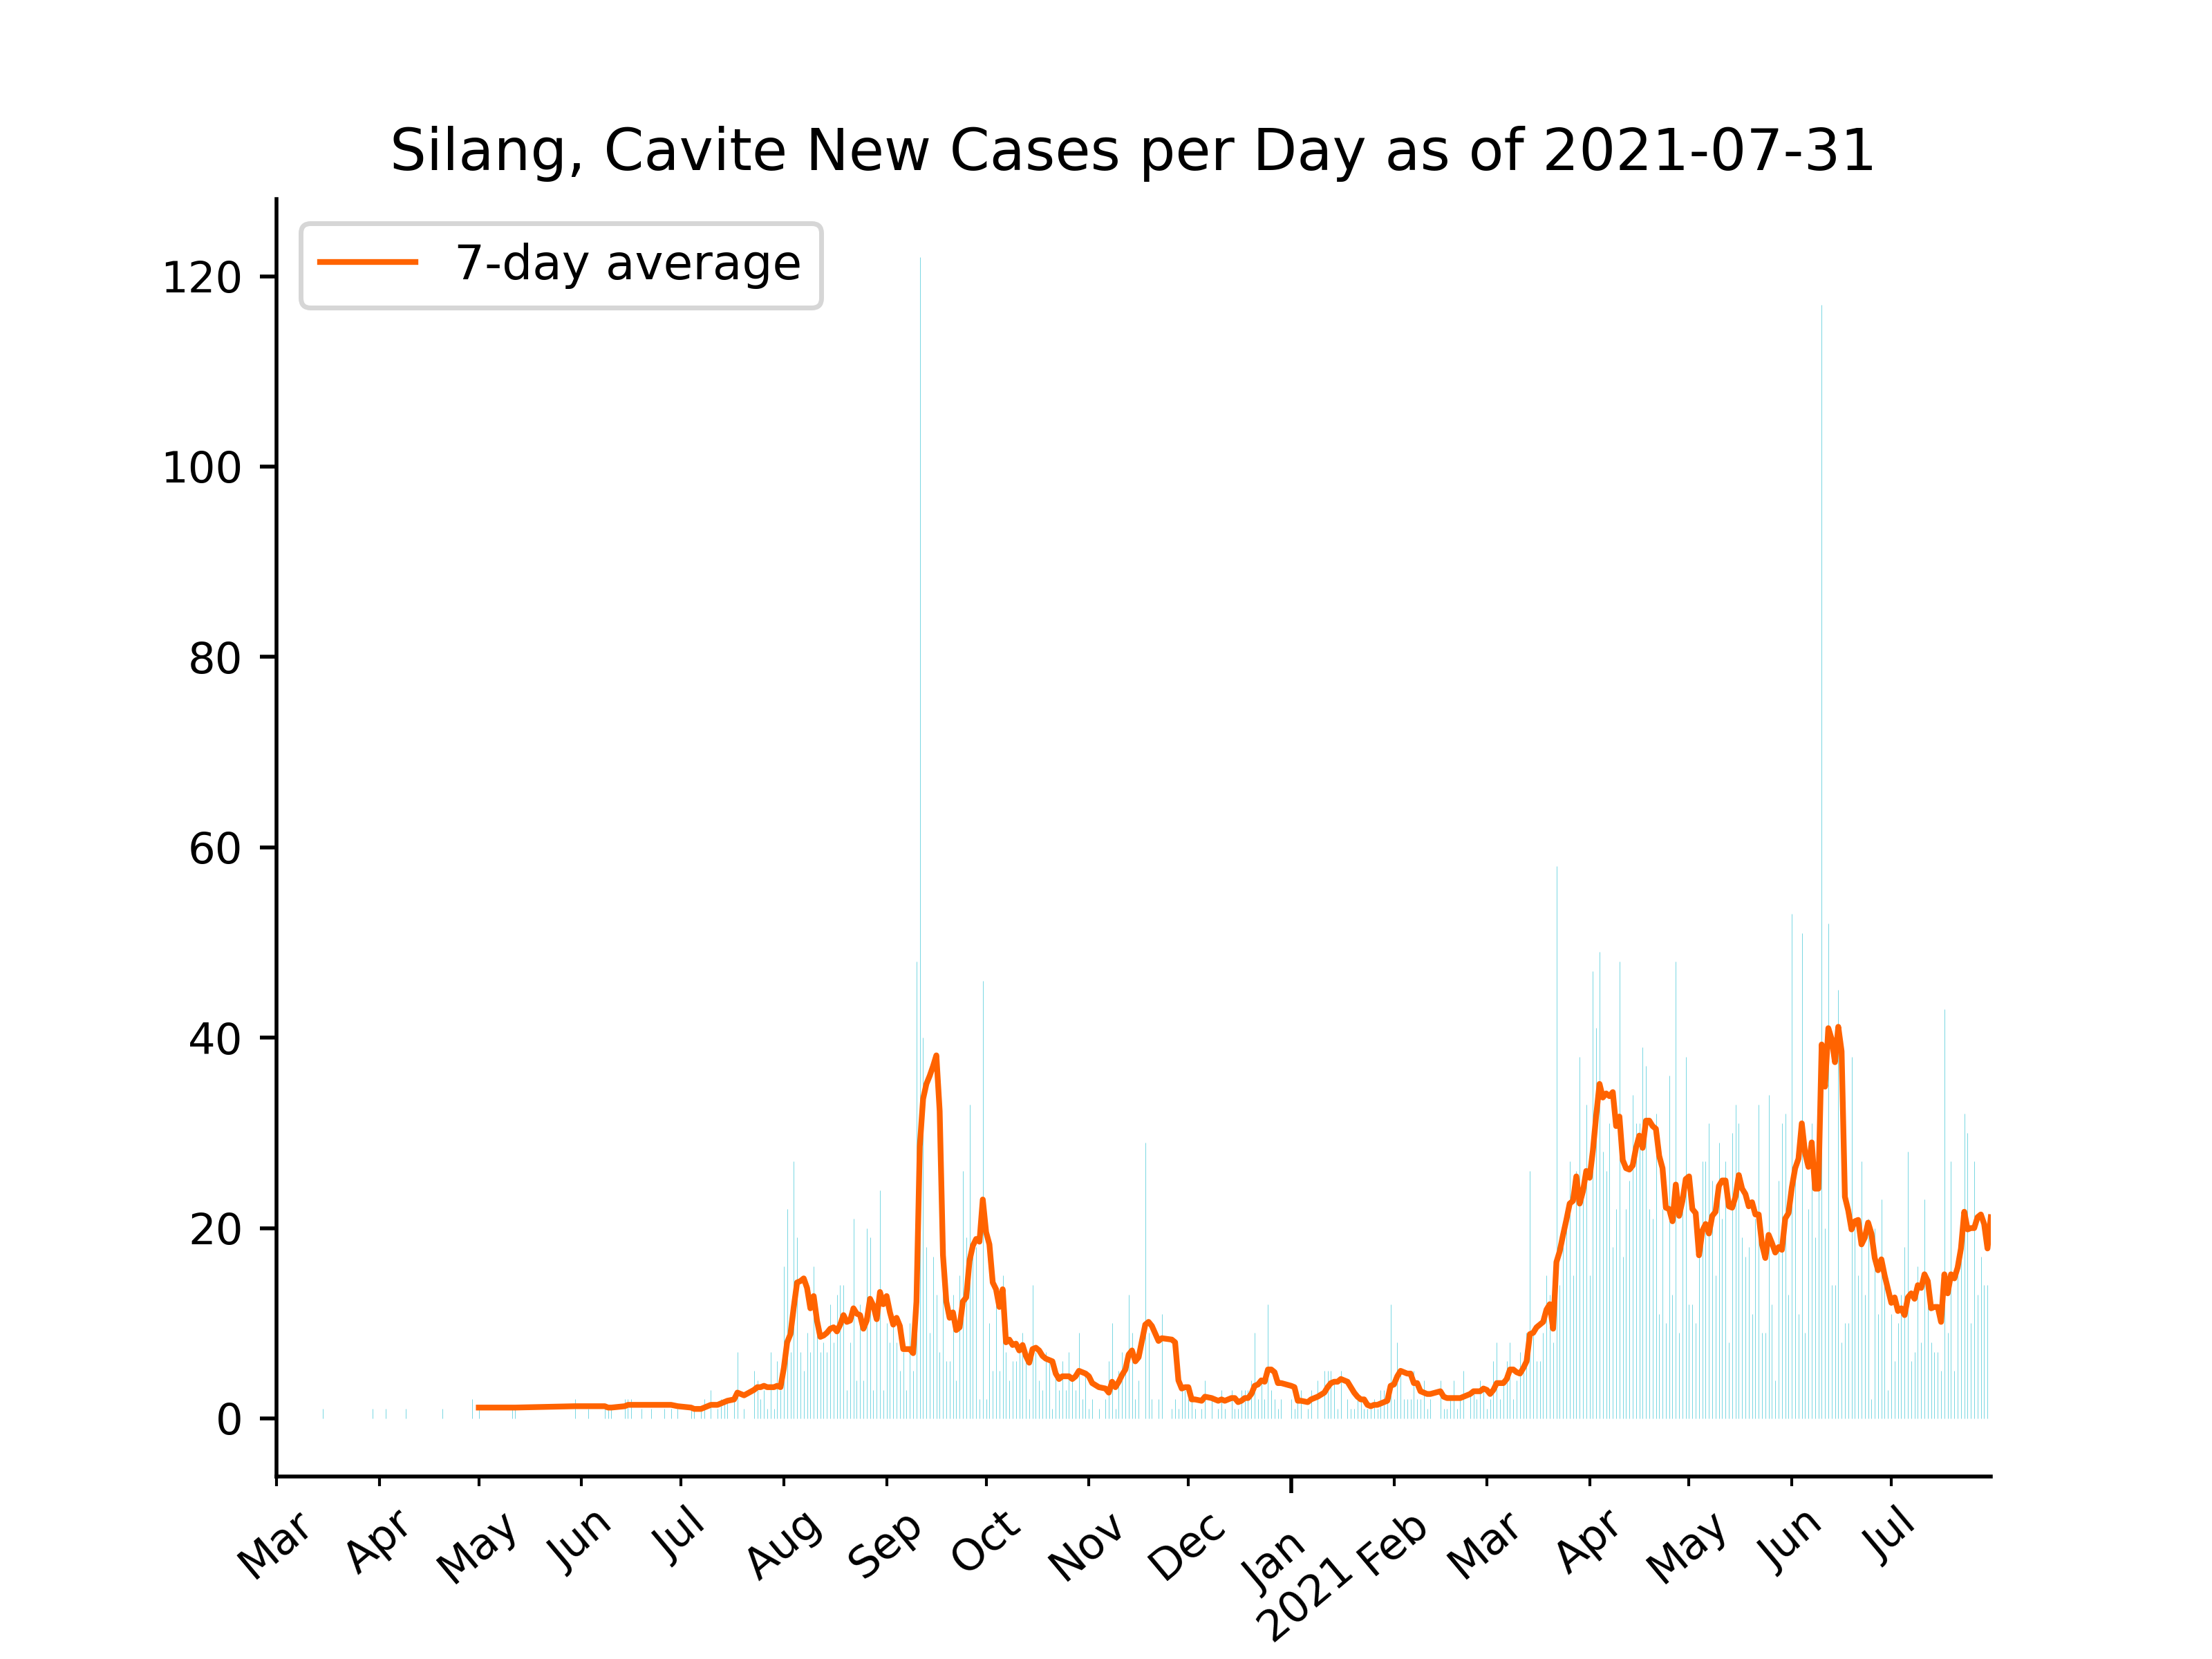 Silang, Cavite New Cases per Day as of 2021-07-31
7-day average
120
100
80
60
40
20
0
Mar
Apr
May
Jun
Jul
Aug
Sep
Oct
Nov
Dec
Jan
2021
Feb
Mar
Apr
May
Jun
Jul